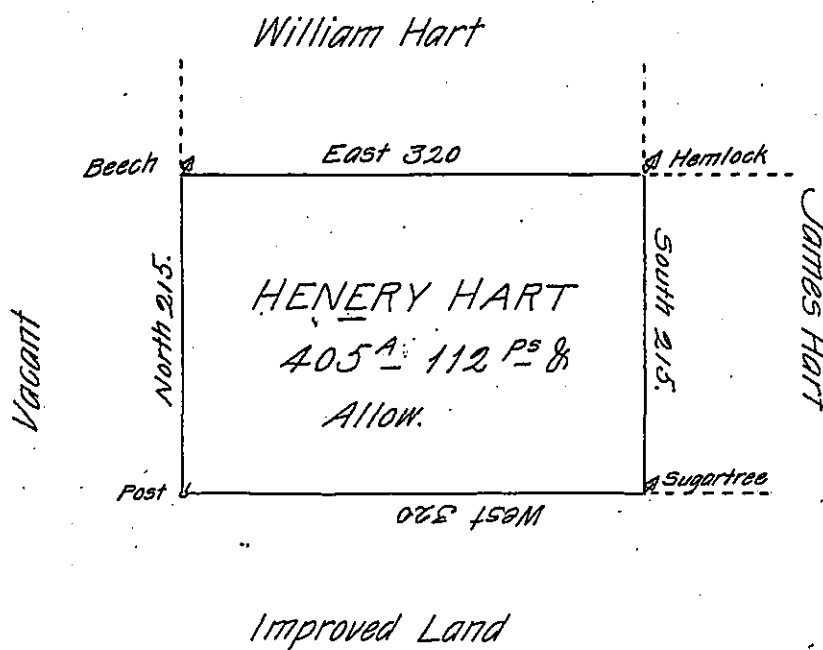 William Hart
Beech
East 320
Hemlock
North 215.
South 215.
James Hart
Vacant
HENERY HART
405 A 112 Ps &
Allow.
Post
Sugartree
West 320
Improved Land